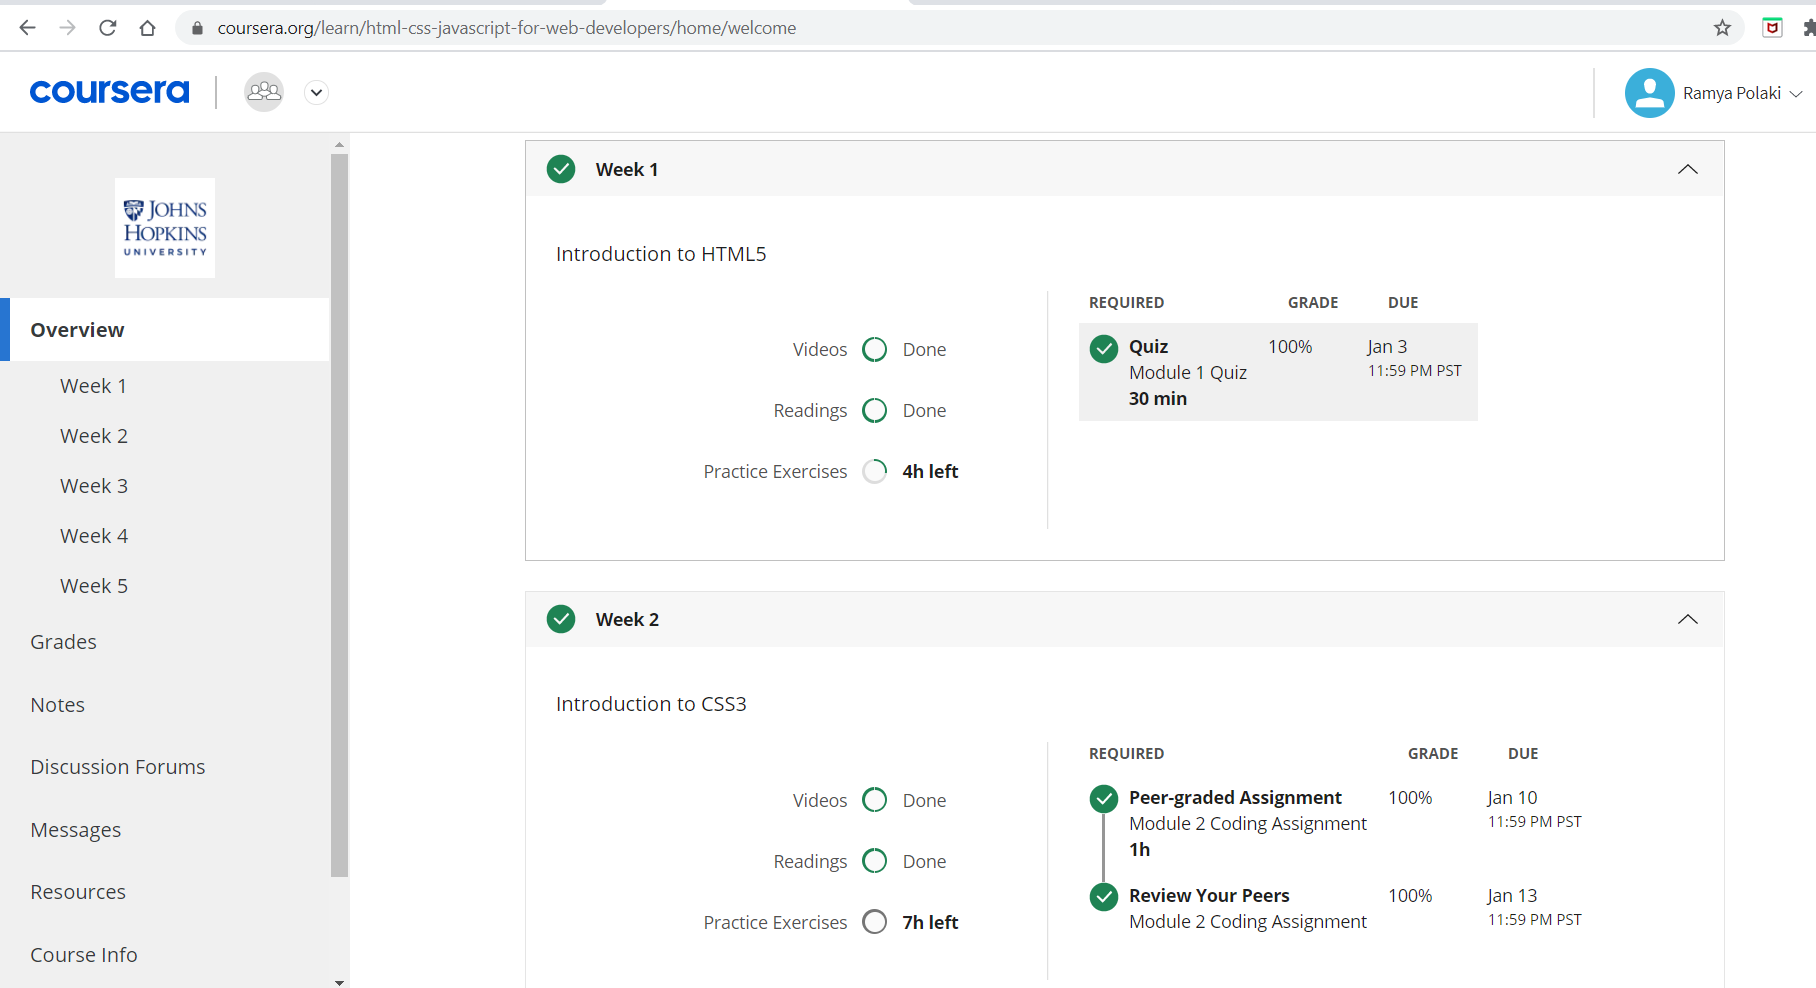 coursera.org/learn/html-css-javascript-for-web-developers/home/welcome
coursera
Ramya Polaki
JOHNS
HOPKINS
UNIVERSITY
Overview
Week 1
Week 2
Week 3
Week 4
Week 5
Grades
Notes
Discussion Forums
Messages
Resources
Course Info
Week 1
Introduction to HTML5
Videos Done
Readings Done
Practice Exercises 4h left
REQUIRED GRADE DUE
Quiz 100% Jan 3
Module 1 Quiz 11:59 PM PST
30 min
Week 2
Introduction to CSS3
Videos Done
Readings Done
Practice Exercises 7h left
REQUIRED GRADE DUE
Peer-graded Assignment 100% Jan 10
Module 2 Coding Assignment 11:59 PM PST
1h
Review Your Peers 100% Jan 13
Module 2 Coding Assignment 11:59 PM PST